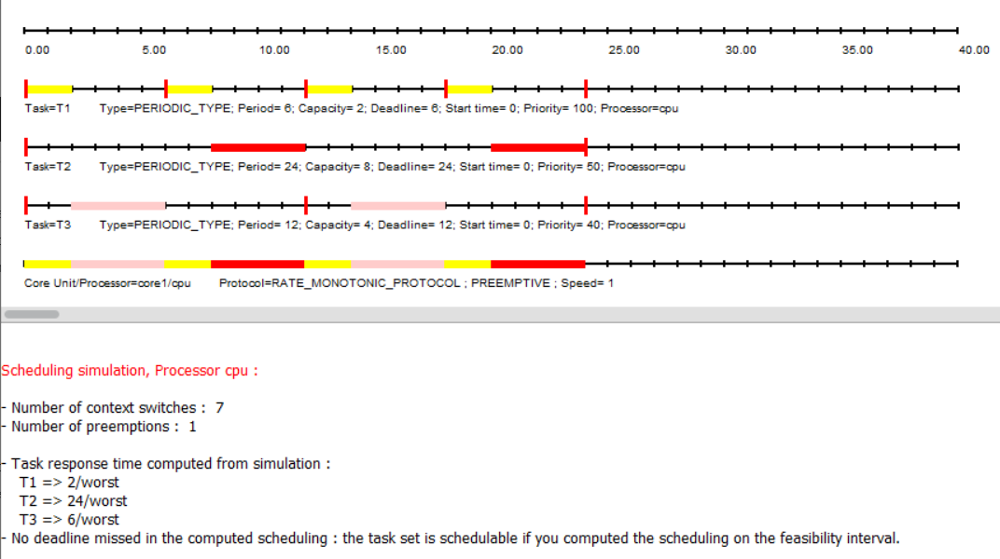 0.00 5.00 10.00 15.00 20.00 25.00 30.00 35.00 40.00
Task=T1 Type=PERIODIC_TYPE; Period= 6; Capacity= 2; Deadline= 6; Start time= 0; Priority= 100; Processor=cpu
Task=T2 Type=PERIODIC_TYPE; Period= 24; Capacity= 8; Deadline= 24; Start time= 0; Priority= 50; Processor=cpu
Task=T3 Type=PERIODIC_TYPE; Period= 12; Capacity= 4; Deadline= 12; Start time= 0; Priority= 40; Processor=cpu
Core Unit/Processor=core1/cpu Protocol=RATE_MONOTONIC_PROTOCOL ; PREEMPTIVE ; Speed= 1
Scheduling simulation, Processor cpu :
- Number of context switches : 7
- Number of preemptions : 1
- Task response time computed from simulation :
T1 => 2/worst
T2 => 24/worst
T3 => 6/worst
- No deadline missed in the computed scheduling : the task set is schedulable if you computed the scheduling on the feasibility interval.